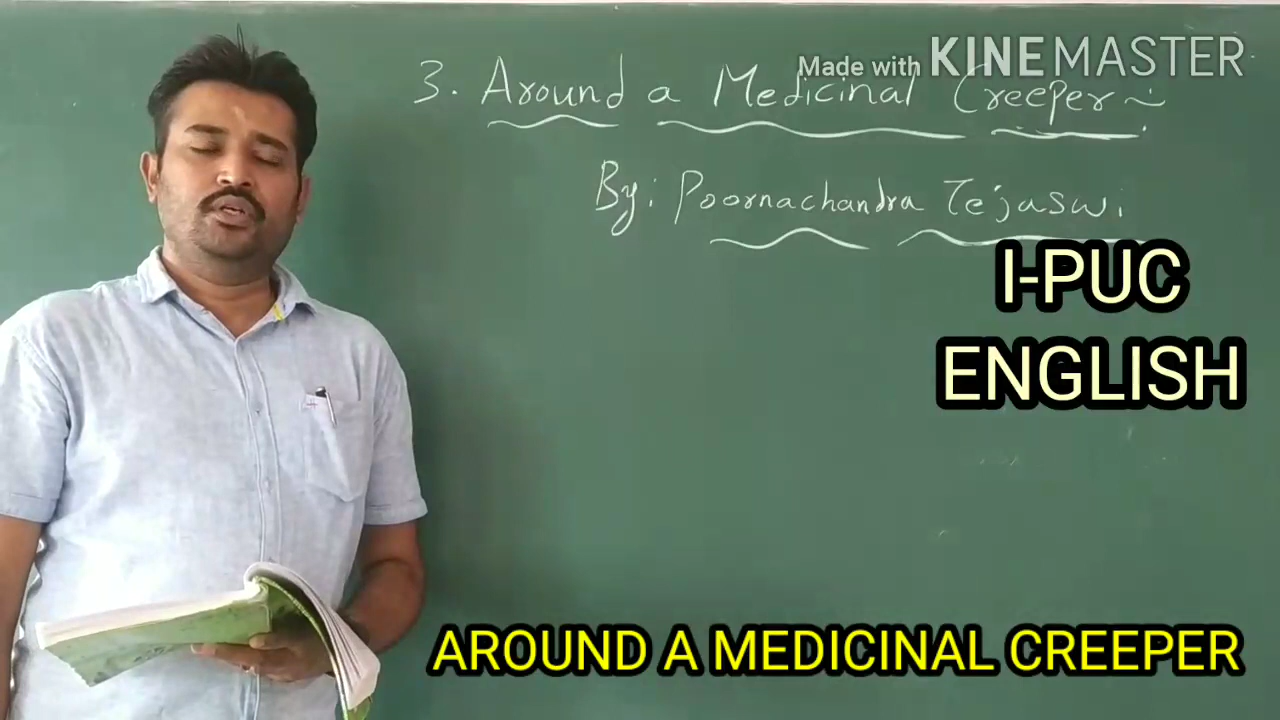 Made with KINEMASTER
3. Around a Medicinal Creeper
By: Poornachandra Tejaswi
I-PUC
ENGLISH
AROUND A MEDICINAL CREEPER